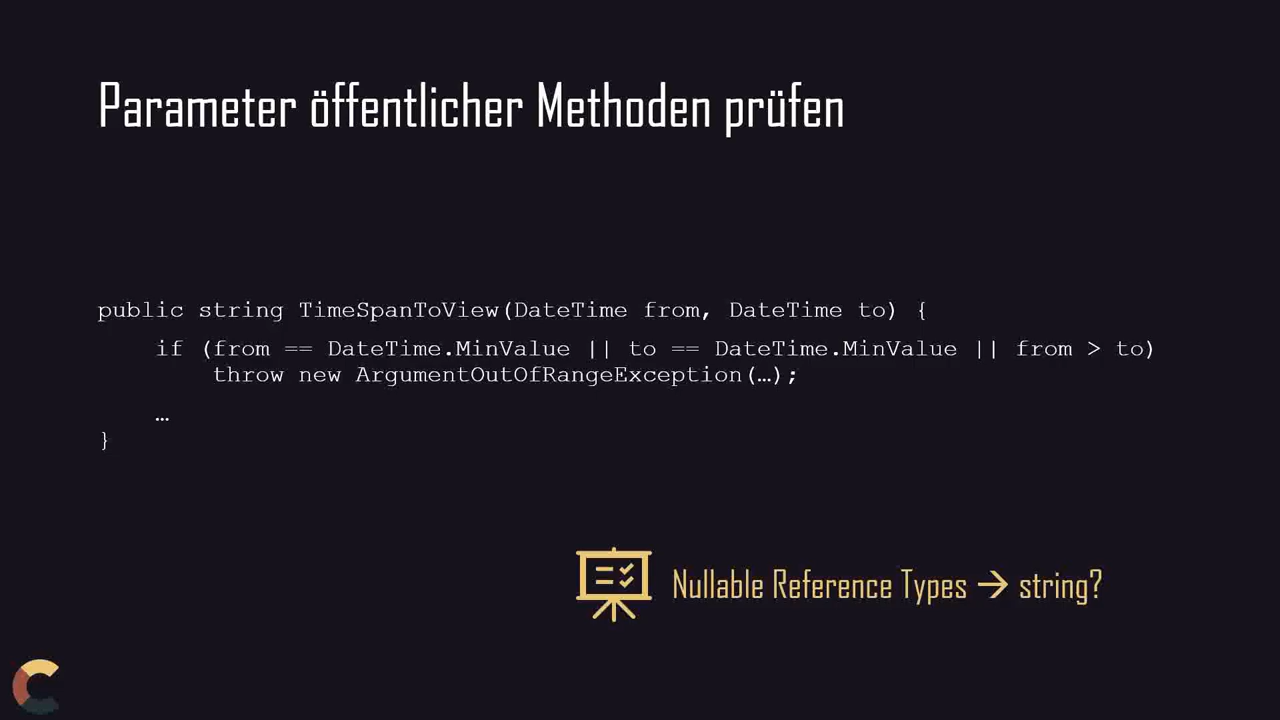 Parameter öffentlicher Methoden prüfen
public string TimeSpanToView(DateTime from, DateTime to) {
if (from == DateTime.MinValue || to == DateTime.MinValue || from > to)
throw new ArgumentOutOfRangeException(…);
…
}
Nullable Reference Types → string?